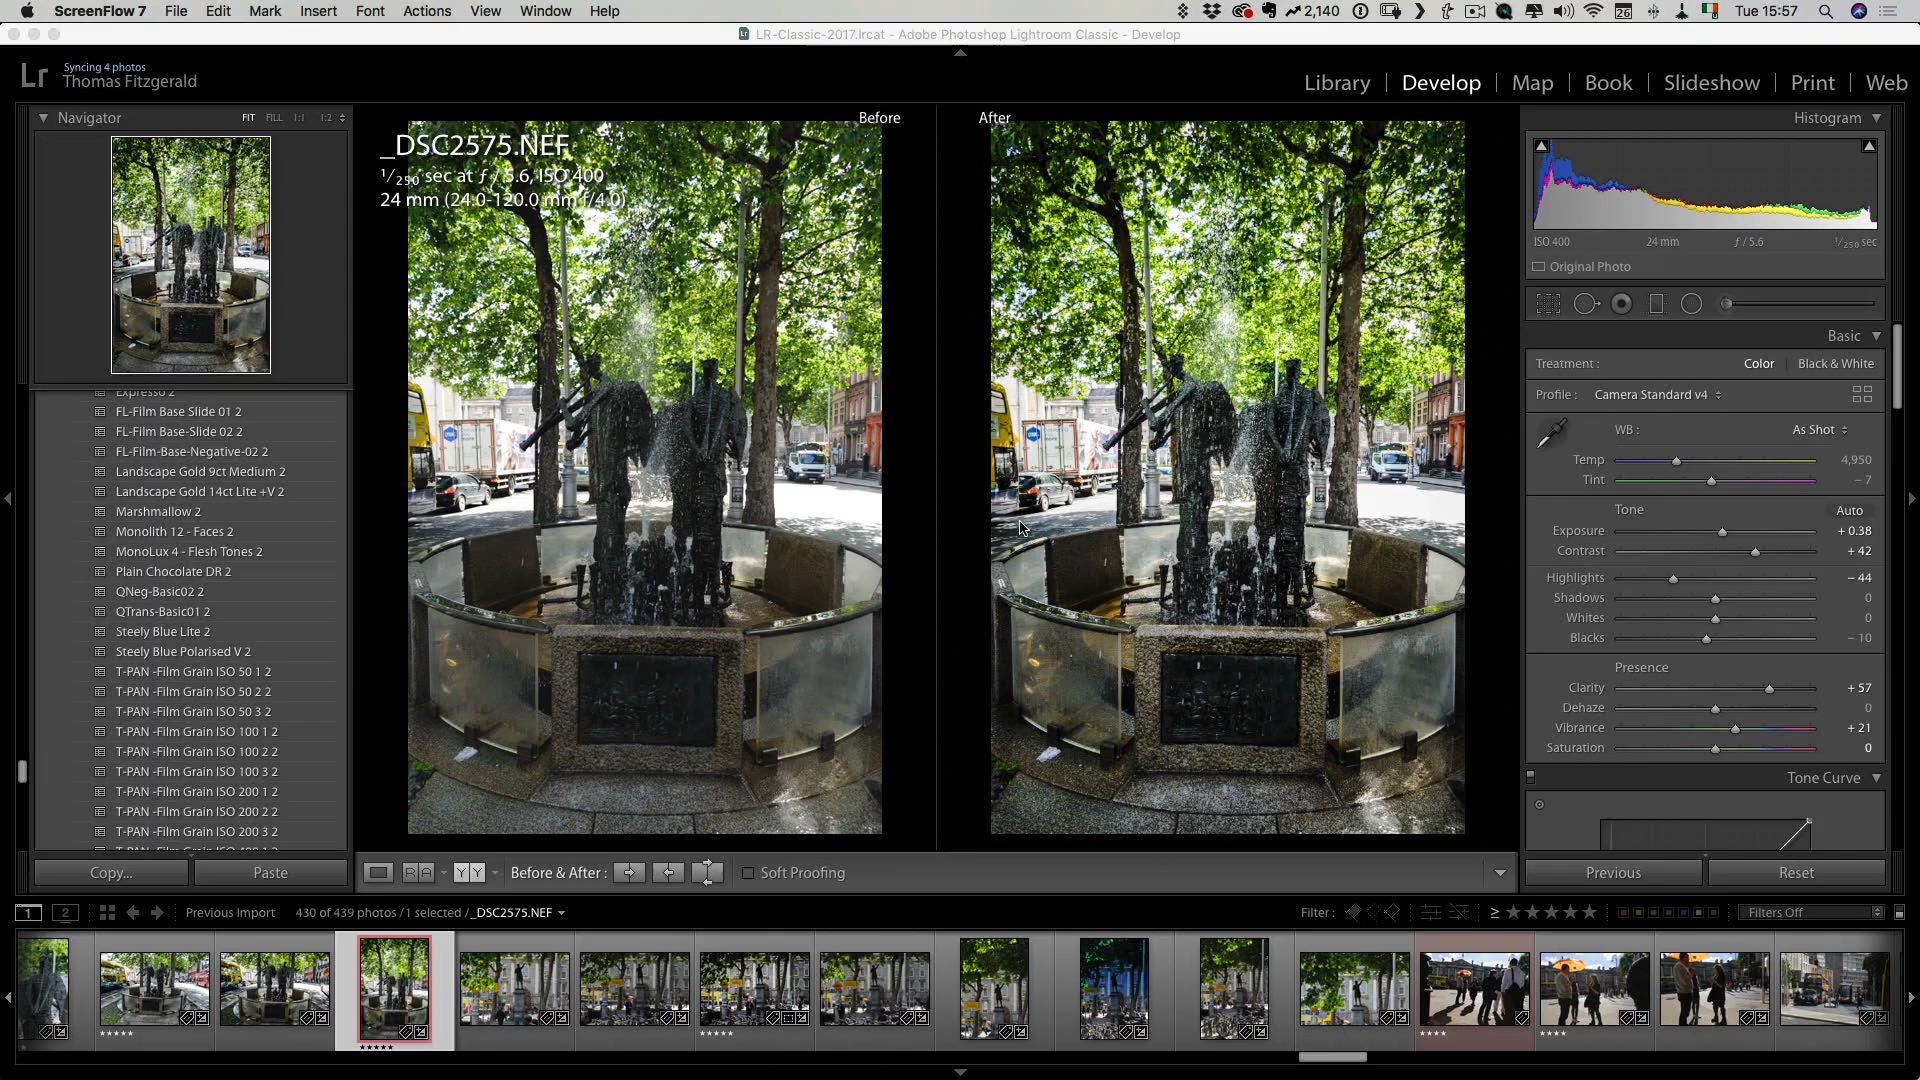 ScreenFlow 7 File Edit Mark Insert Font Actions View Window Help 2,140 26 Tue 15:57
LR-Classic-2017.lrcat - Adobe Photoshop Lightroom Classic - Develop
Lr
Syncing 4 photos
Thomas Fitzgerald
Library | Develop | Map | Book | Slideshow | Print | Web
Navigator FIT FILL 1:1 1:2
Before
After
_DSC2575.NEF
1/250 sec at ƒ / 5.6, ISO 400
24 mm (24.0-120.0 mm f/4.0)
Expresso 2
FL-Film Base Slide 01 2
FL-Film Base-Slide 02 2
FL-Film-Base-Negative-02 2
Landscape Gold 9ct Medium 2
Landscape Gold 14ct Lite +V 2
Marshmallow 2
Monolith 12 - Faces 2
MonoLux 4 - Flesh Tones 2
Plain Chocolate DR 2
QNeg-Basic02 2
QTrans-Basic01 2
Steely Blue Lite 2
Steely Blue Polarised V 2
T-PAN -Film Grain ISO 50 1 2
T-PAN -Film Grain ISO 50 2 2
T-PAN -Film Grain ISO 50 3 2
T-PAN -Film Grain ISO 100 1 2
T-PAN -Film Grain ISO 100 2 2
T-PAN -Film Grain ISO 100 3 2
T-PAN -Film Grain ISO 200 1 2
T-PAN -Film Grain ISO 200 2 2
T-PAN -Film Grain ISO 200 3 2
Copy... Paste
Histogram
ISO 400 24 mm ƒ / 5.6 1/250 sec
Original Photo
Basic
Treatment : Color Black & White
Profile : Camera Standard v4
WB : As Shot
Temp 4,950
Tint – 7
Tone Auto
Exposure + 0.38
Contrast + 42
Highlights – 44
Shadows 0
Whites 0
Blacks – 10
Presence
Clarity + 57
Dehaze 0
Vibrance + 21
Saturation 0
Tone Curve
R A Y Y Before & After : Soft Proofing
Previous Reset
1 2 Previous Import 430 of 439 photos / 1 selected / _DSC2575.NEF Filter : ≥ Filters Off